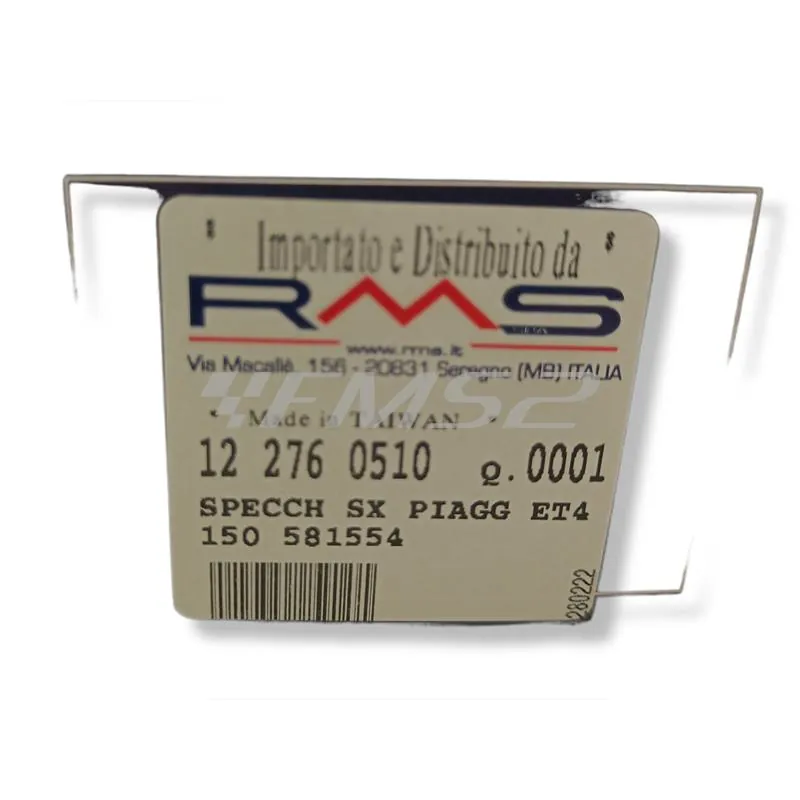 " Importato e Distribuito da "
RMS
www.rms.it
Via Macallè, 156 - 20831 Seregno (MB) ITALIA
FMS2
" Made in TAIWAN "
12 276 0510 Q.0001
SPECCH SX PIAGG ET4
150 581554
280222